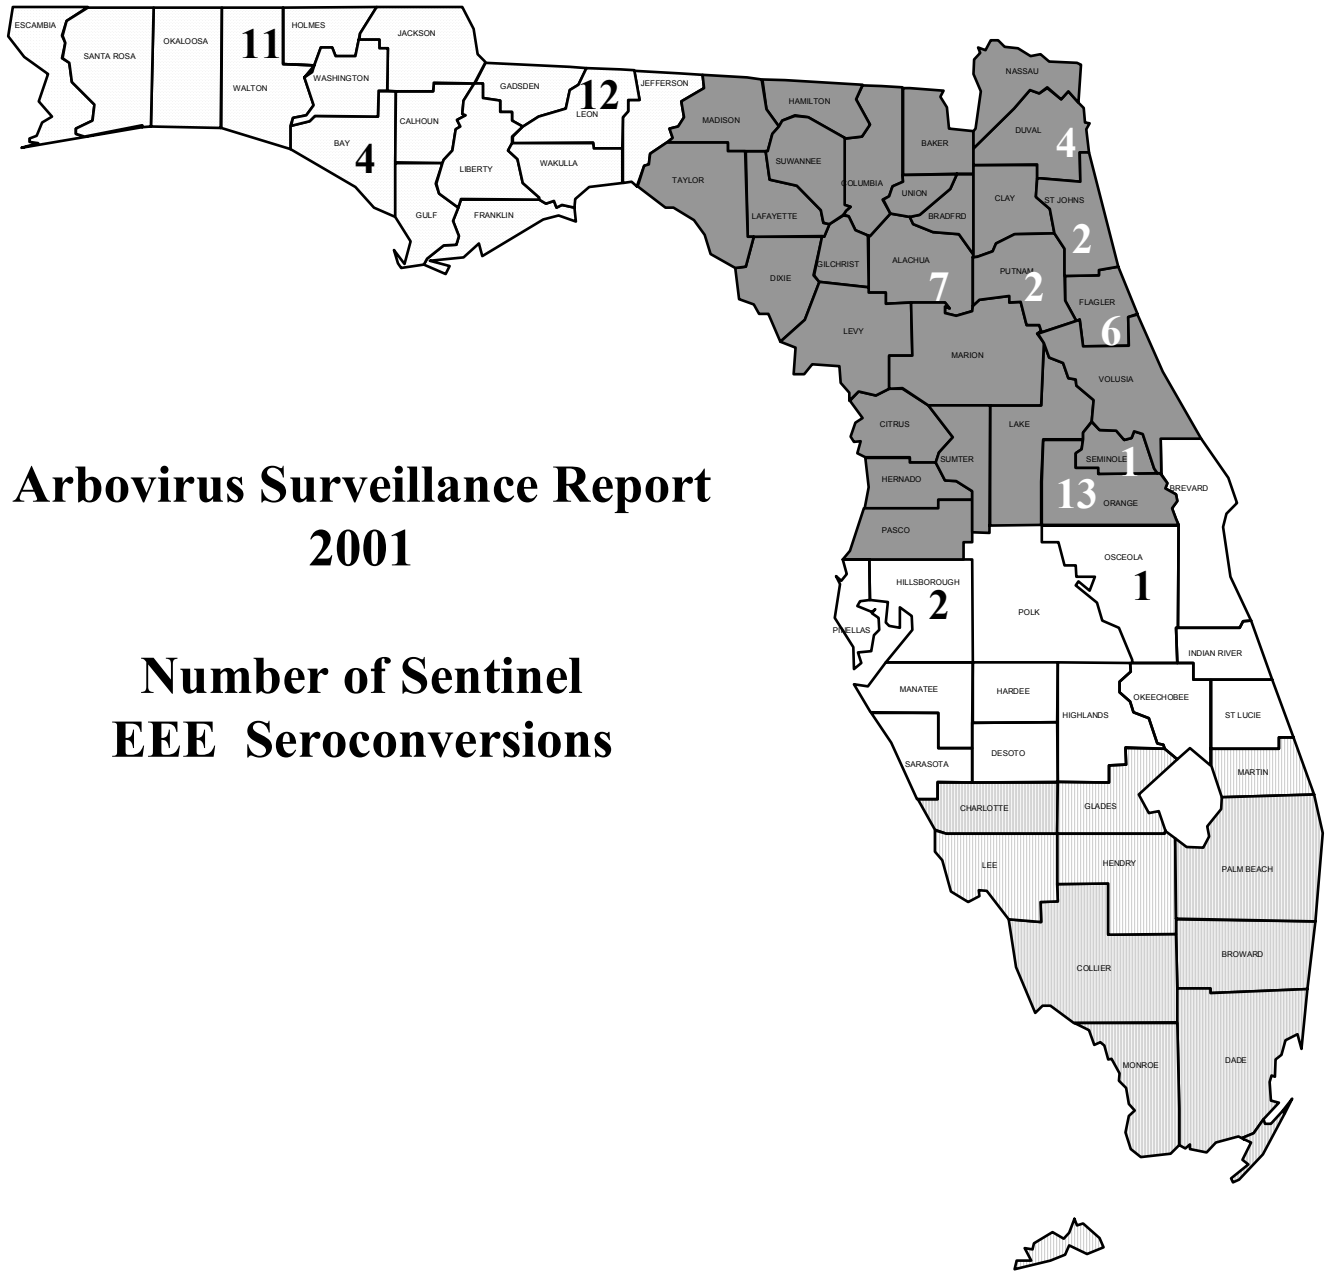 ESCAMBIA
SANTA ROSA
OKALOOSA
11
WALTON
HOLMES
WASHINGTON
JACKSON
BAY
4
CALHOUN
GULF
GADSDEN
LIBERTY
FRANKLIN
12
LEON
WAKULLA
JEFFERSON
MADISON
TAYLOR
HAMILTON
SUWANNEE
LAFAYETTE
DIXIE
COLUMBIA
GILCHRIST
BAKER
UNION
BRADFRD
ALACHUA
7
NASSAU
DUVAL
4
CLAY
ST JOHNS
2
PUTNAM
2
FLAGLER
6
LEVY
MARION
VOLUSIA
CITRUS
SUMTER
LAKE
SEMINOLE
1
HERNADO
13
ORANGE
BREVARD
PASCO
Arbovirus Surveillance Report
2001
Number of Sentinel
EEE Seroconversions
HILLSBOROUGH
2
PINELLAS
POLK
OSCEOLA
1
INDIAN RIVER
MANATEE
HARDEE
HIGHLANDS
OKEECHOBEE
ST LUCIE
SARASOTA
DESOTO
MARTIN
CHARLOTTE
GLADES
LEE
HENDRY
PALM BEACH
COLLIER
BROWARD
MONROE
DADE